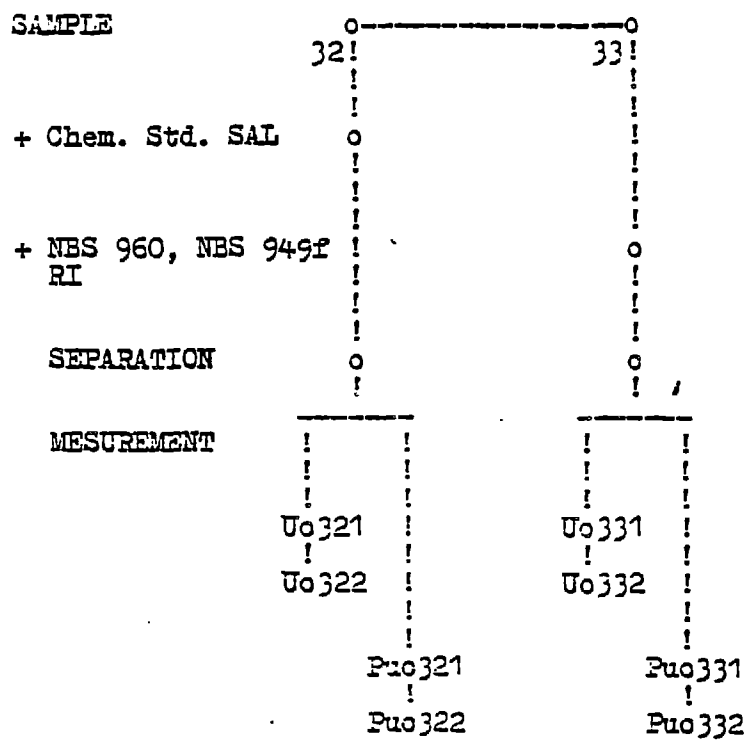 SAMPLE
32 33
+ Chem. Std. SAL
+ NBS 960, NBS 949f
RI
SEPARATION
MESUREMENT
Uo321 Uo331
Uo322 Uo332
Puo321 Puo331
Puo322 Puo332